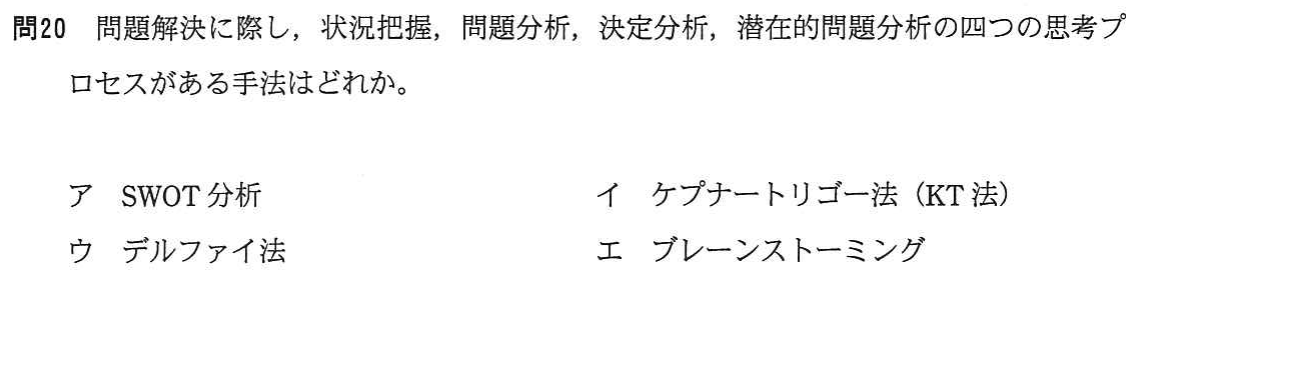 問20 問題解決に際し，状況把握，問題分析，決定分析，潜在的問題分析の四つの思考プ
ロセスがある手法はどれか。
ア SWOT 分析 イ ケプナートリゴー法（KT 法）
ウ デルファイ法 エ ブレーンストーミング